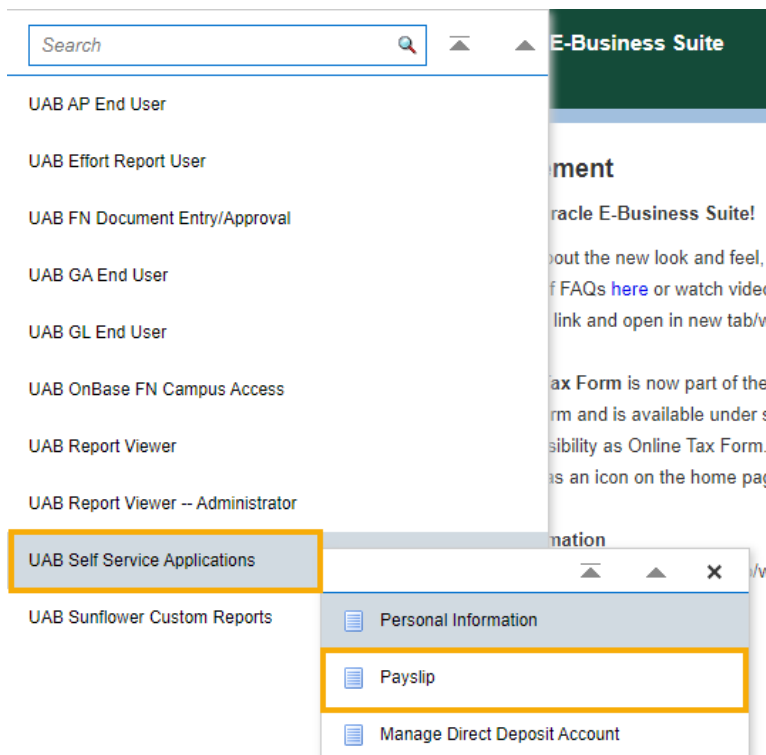 Search
E-Business Suite
UAB AP End User
UAB Effort Report User
UAB FN Document Entry/Approval
UAB GA End User
UAB GL End User
UAB OnBase FN Campus Access
UAB Report Viewer
UAB Report Viewer -- Administrator
UAB Self Service Applications
UAB Sunflower Custom Reports
Personal Information
Payslip
Manage Direct Deposit Account
ment
racle E-Business Suite!
out the new look and feel,
f FAQs here or watch vide
link and open in new tab/
ax Form is now part of the
rm and is available under s
sibility as Online Tax Form.
as an icon on the home pag
mation